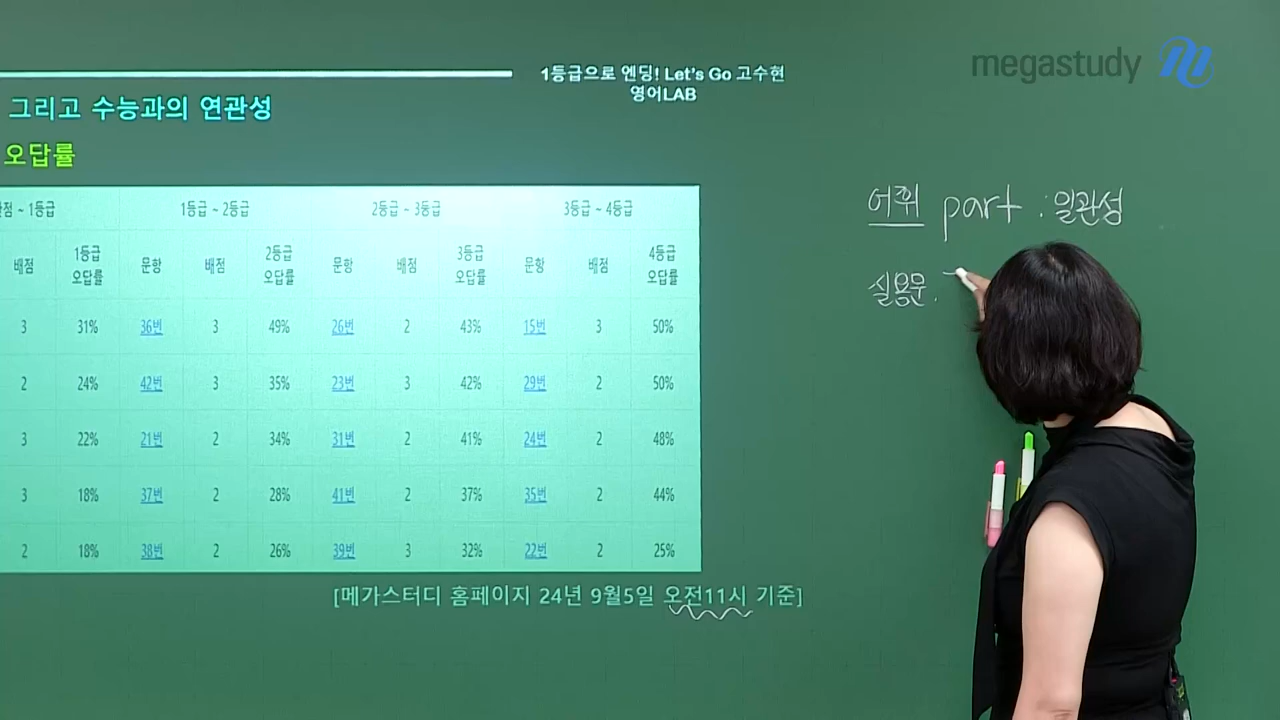 megastudy
1등급으로 엔딩! Let's Go 고수현
영어LAB
그리고 수능과의 연관성
오답률
점 ~ 1등급 1등급 ~ 2등급 2등급 ~ 3등급 3등급 ~ 4등급
배점 1등급 오답률 문항 배점 2등급 오답률 문항 배점 3등급 오답률 문항 배점 4등급 오답률
3 31% 36번 3 49% 26번 2 43% 15번 3 50%
2 24% 42번 3 35% 23번 3 42% 29번 2 50%
3 22% 21번 2 34% 31번 2 41% 24번 2 48%
3 18% 37번 2 28% 41번 2 37% 35번 2 44%
2 18% 38번 2 26% 39번 3 32% 22번 2 25%
[메가스터디 홈페이지 24년 9월5일 오전11시 기준]
어휘 part : 일관성
실용문.